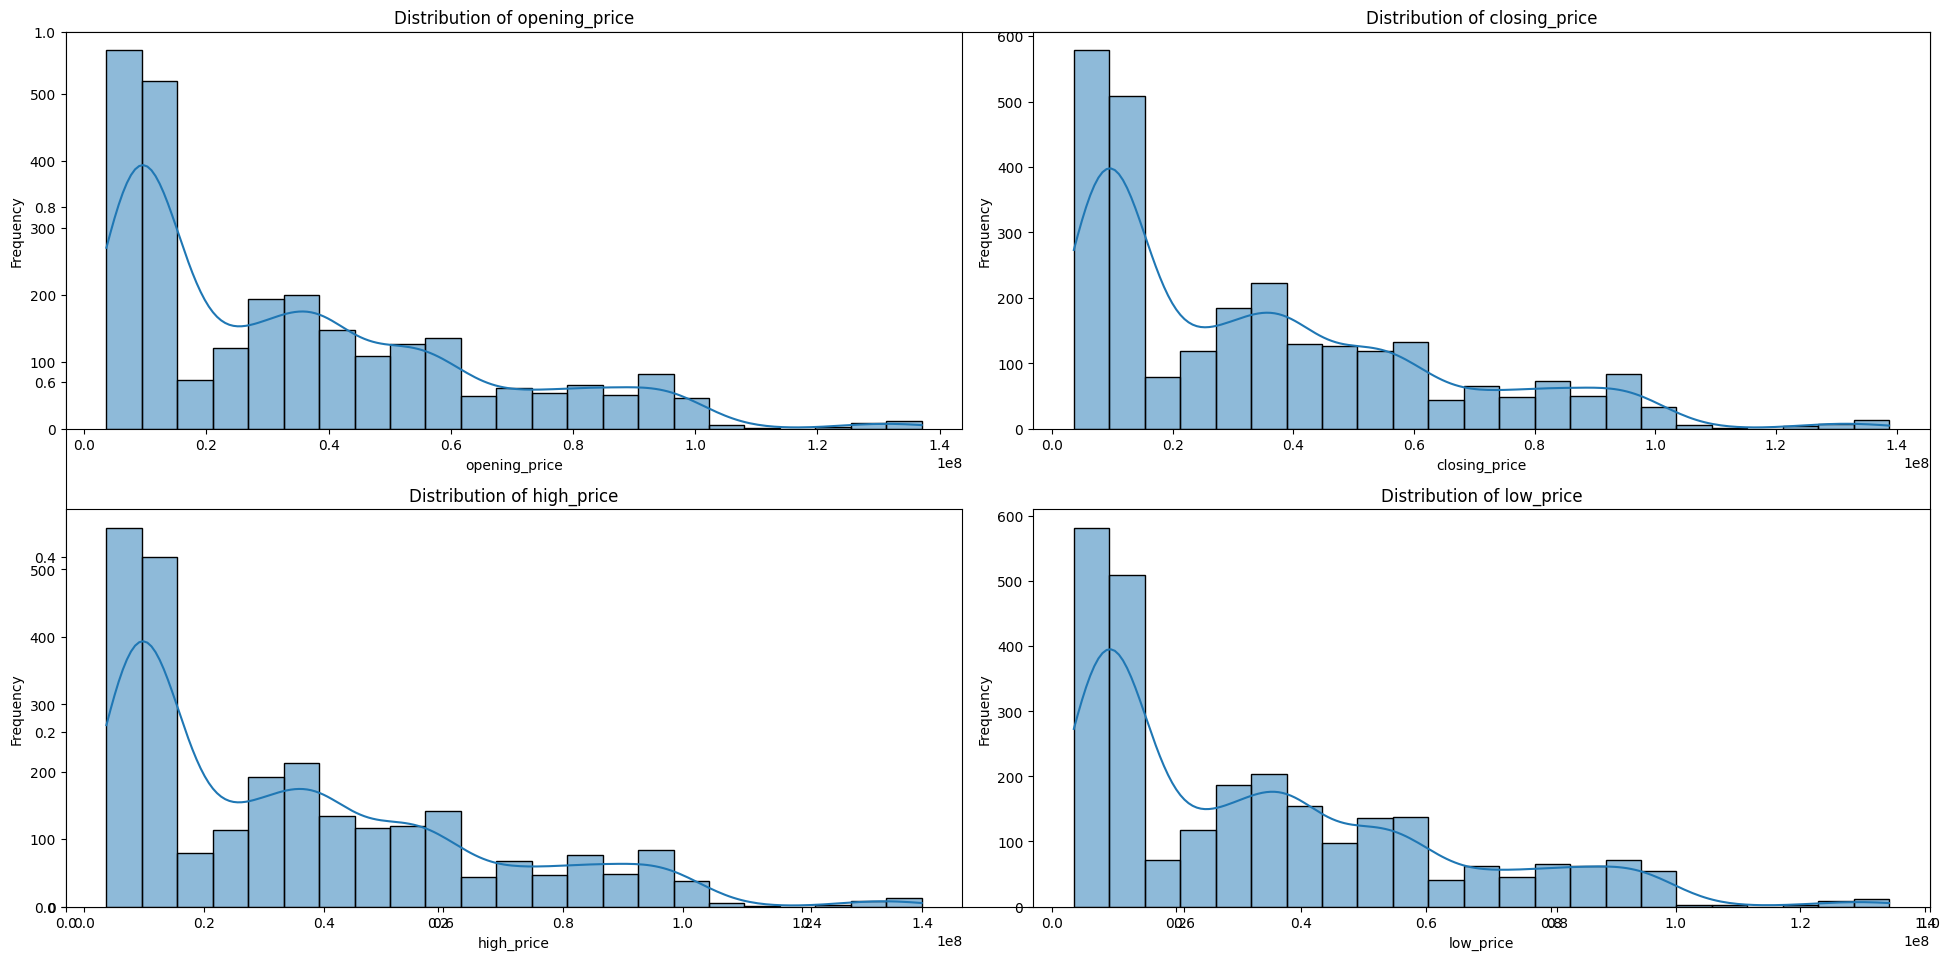 Distribution of opening_price
1.0
500
400
0.8
300
200
100
0.6
0
Frequency
0.0 0.2 0.4 0.6 0.8 1.0 1.2 1.4
1e8
opening_price
Distribution of closing_price
600
500
400
300
200
100
0
Frequency
0.0 0.2 0.4 0.6 0.8 1.0 1.2 1.4
1e8
closing_price
Distribution of high_price
0.4
500
400
300
0.2
200
100
0.0 0
Frequency
0.0 0.0 0.2 0.4 0.2 0.6 0.8 1.0 1.2 0.4 1.4
1e8
high_price
Distribution of low_price
600
500
400
300
200
100
0
Frequency
0.0 0.2 0.6 0.4 0.6 0.8 0.8 1.0 1.2 1.4 1.0
1e8
low_price